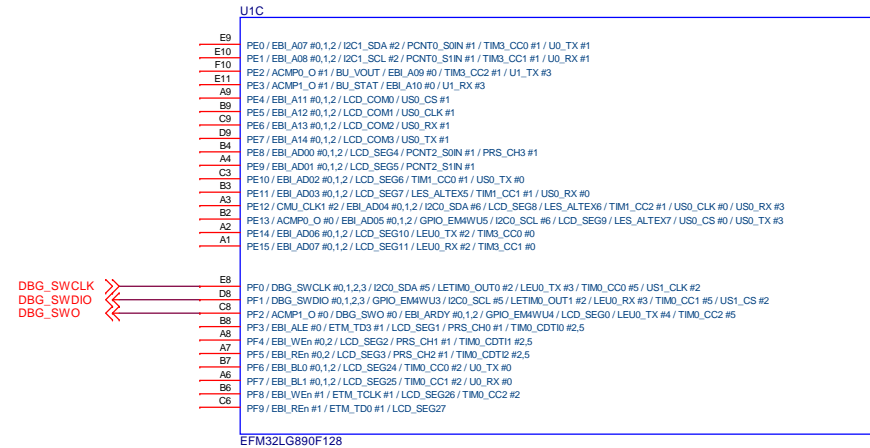 U1C
E9 PE0 / EBI_A07 #0,1,2 / I2C1_SDA #2 / PCNT0_S0IN #1 / TIM3_CC0 #1 / U0_TX #1
E10 PE1 / EBI_A08 #0,1,2 / I2C1_SCL #2 / PCNT0_S1IN #1 / TIM3_CC1 #1 / U0_RX #1
F10 PE2 / ACMP0_O #1 / BU_VOUT / EBI_A09 #0 / TIM3_CC2 #1 / U1_TX #3
E11 PE3 / ACMP1_O #1 / BU_STAT / EBI_A10 #0 / U1_RX #3
A9 PE4 / EBI_A11 #0,1,2 / LCD_COM0 / US0_CS #1
B9 PE5 / EBI_A12 #0,1,2 / LCD_COM1 / US0_CLK #1
C9 PE6 / EBI_A13 #0,1,2 / LCD_COM2 / US0_RX #1
D9 PE7 / EBI_A14 #0,1,2 / LCD_COM3 / US0_TX #1
B4 PE8 / EBI_AD00 #0,1,2 / LCD_SEG4 / PCNT2_S0IN #1 / PRS_CH3 #1
A4 PE9 / EBI_AD01 #0,1,2 / LCD_SEG5 / PCNT2_S1IN #1
C3 PE10 / EBI_AD02 #0,1,2 / LCD_SEG6 / TIM1_CC0 #1 / US0_TX #0
B3 PE11 / EBI_AD03 #0,1,2 / LCD_SEG7 / LES_ALTEX5 / TIM1_CC1 #1 / US0_RX #0
A3 PE12 / CMU_CLK1 #2 / EBI_AD04 #0,1,2 / I2C0_SDA #6 / LCD_SEG8 / LES_ALTEX6 / TIM1_CC2 #1 / US0_CLK #0 / US0_RX #3
B2 PE13 / ACMP0_O #0 / EBI_AD05 #0,1,2 / GPIO_EM4WU5 / I2C0_SCL #6 / LCD_SEG9 / LES_ALTEX7 / US0_CS #0 / US0_TX #3
A2 PE14 / EBI_AD06 #0,1,2 / LCD_SEG10 / LEU0_TX #2 / TIM3_CC0 #0
A1 PE15 / EBI_AD07 #0,1,2 / LCD_SEG11 / LEU0_RX #2 / TIM3_CC1 #0
DBG_SWCLK E8 PF0 / DBG_SWCLK #0,1,2,3 / I2C0_SDA #5 / LETIM0_OUT0 #2 / LEU0_TX #3 / TIM0_CC0 #5 / US1_CLK #2
DBG_SWDIO D8 PF1 / DBG_SWDIO #0,1,2,3 / GPIO_EM4WU3 / I2C0_SCL #5 / LETIM0_OUT1 #2 / LEU0_RX #3 / TIM0_CC1 #5 / US1_CS #2
DBG_SWO C8 PF2 / ACMP1_O #0 / DBG_SWO #0 / EBI_ARDY #0,1,2 / GPIO_EM4WU4 / LCD_SEG0 / LEU0_TX #4 / TIM0_CC2 #5
B8 PF3 / EBI_ALE #0 / ETM_TD3 #1 / LCD_SEG1 / PRS_CH0 #1 / TIM0_CDTI0 #2,5
A8 PF4 / EBI_WEn #0,2 / LCD_SEG2 / PRS_CH1 #1 / TIM0_CDTI1 #2,5
A7 PF5 / EBI_REn #0,2 / LCD_SEG3 / PRS_CH2 #1 / TIM0_CDTI2 #2,5
B7 PF6 / EBI_BL0 #0,1,2 / LCD_SEG24 / TIM0_CC0 #2 / U0_TX #0
A6 PF7 / EBI_BL1 #0,1,2 / LCD_SEG25 / TIM0_CC1 #2 / U0_RX #0
B6 PF8 / EBI_WEn #1 / ETM_TCLK #1 / LCD_SEG26 / TIM0_CC2 #2
C6 PF9 / EBI_REn #1 / ETM_TD0 #1 / LCD_SEG27
EFM32LG890F128